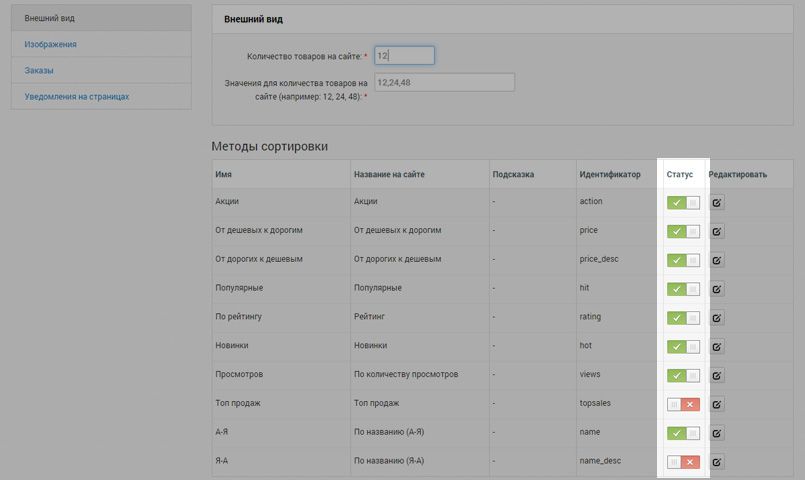 Внешний вид
Изображения
Заказы
Уведомления на страницах
Внешний вид
Количество товаров на сайте: * 12
Значения для количества товаров на
сайте (например: 12, 24, 48): *
12,24,48
Методы сортировки
Имя Название на сайте Подсказка Идентификатор Статус Редактировать
Акции Акции - action
От дешевых к дорогим От дешевых к дорогим - price
От дорогих к дешевым От дорогих к дешевым - price_desc
Популярные Популярные - hit
По рейтингу Рейтинг - rating
Новинки Новинки - hot
Просмотров По количеству просмотров - views
Топ продаж Топ продаж - topsales
А-Я По названию (А-Я) - name
Я-А По названию (Я-А) - name_desc